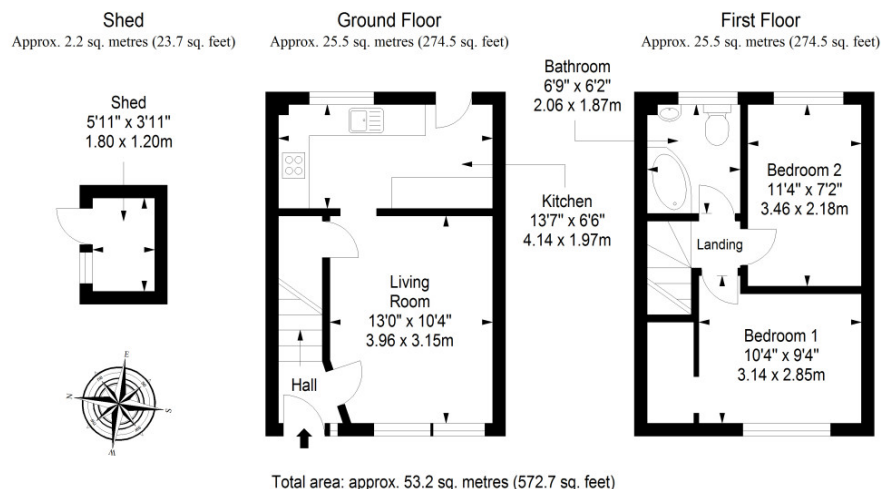 Shed
Approx. 2.2 sq. metres (23.7 sq. feet)
Shed
5'11" x 3'11"
1.80 x 1.20m
Ground Floor
Approx. 25.5 sq. metres (274.5 sq. feet)
Kitchen
13'7" x 6'6"
4.14 x 1.97m
Living
Room
13'0" x 10'4"
3.96 x 3.15m
Hall
First Floor
Approx. 25.5 sq. metres (274.5 sq. feet)
Bathroom
6'9" x 6'2"
2.06 x 1.87m
Bedroom 2
11'4" x 7'2"
3.46 x 2.18m
Landing
Bedroom 1
10'4" x 9'4"
3.14 x 2.85m
E
N
S
W
Total area: approx. 53.2 sq. metres (572.7 sq. feet)